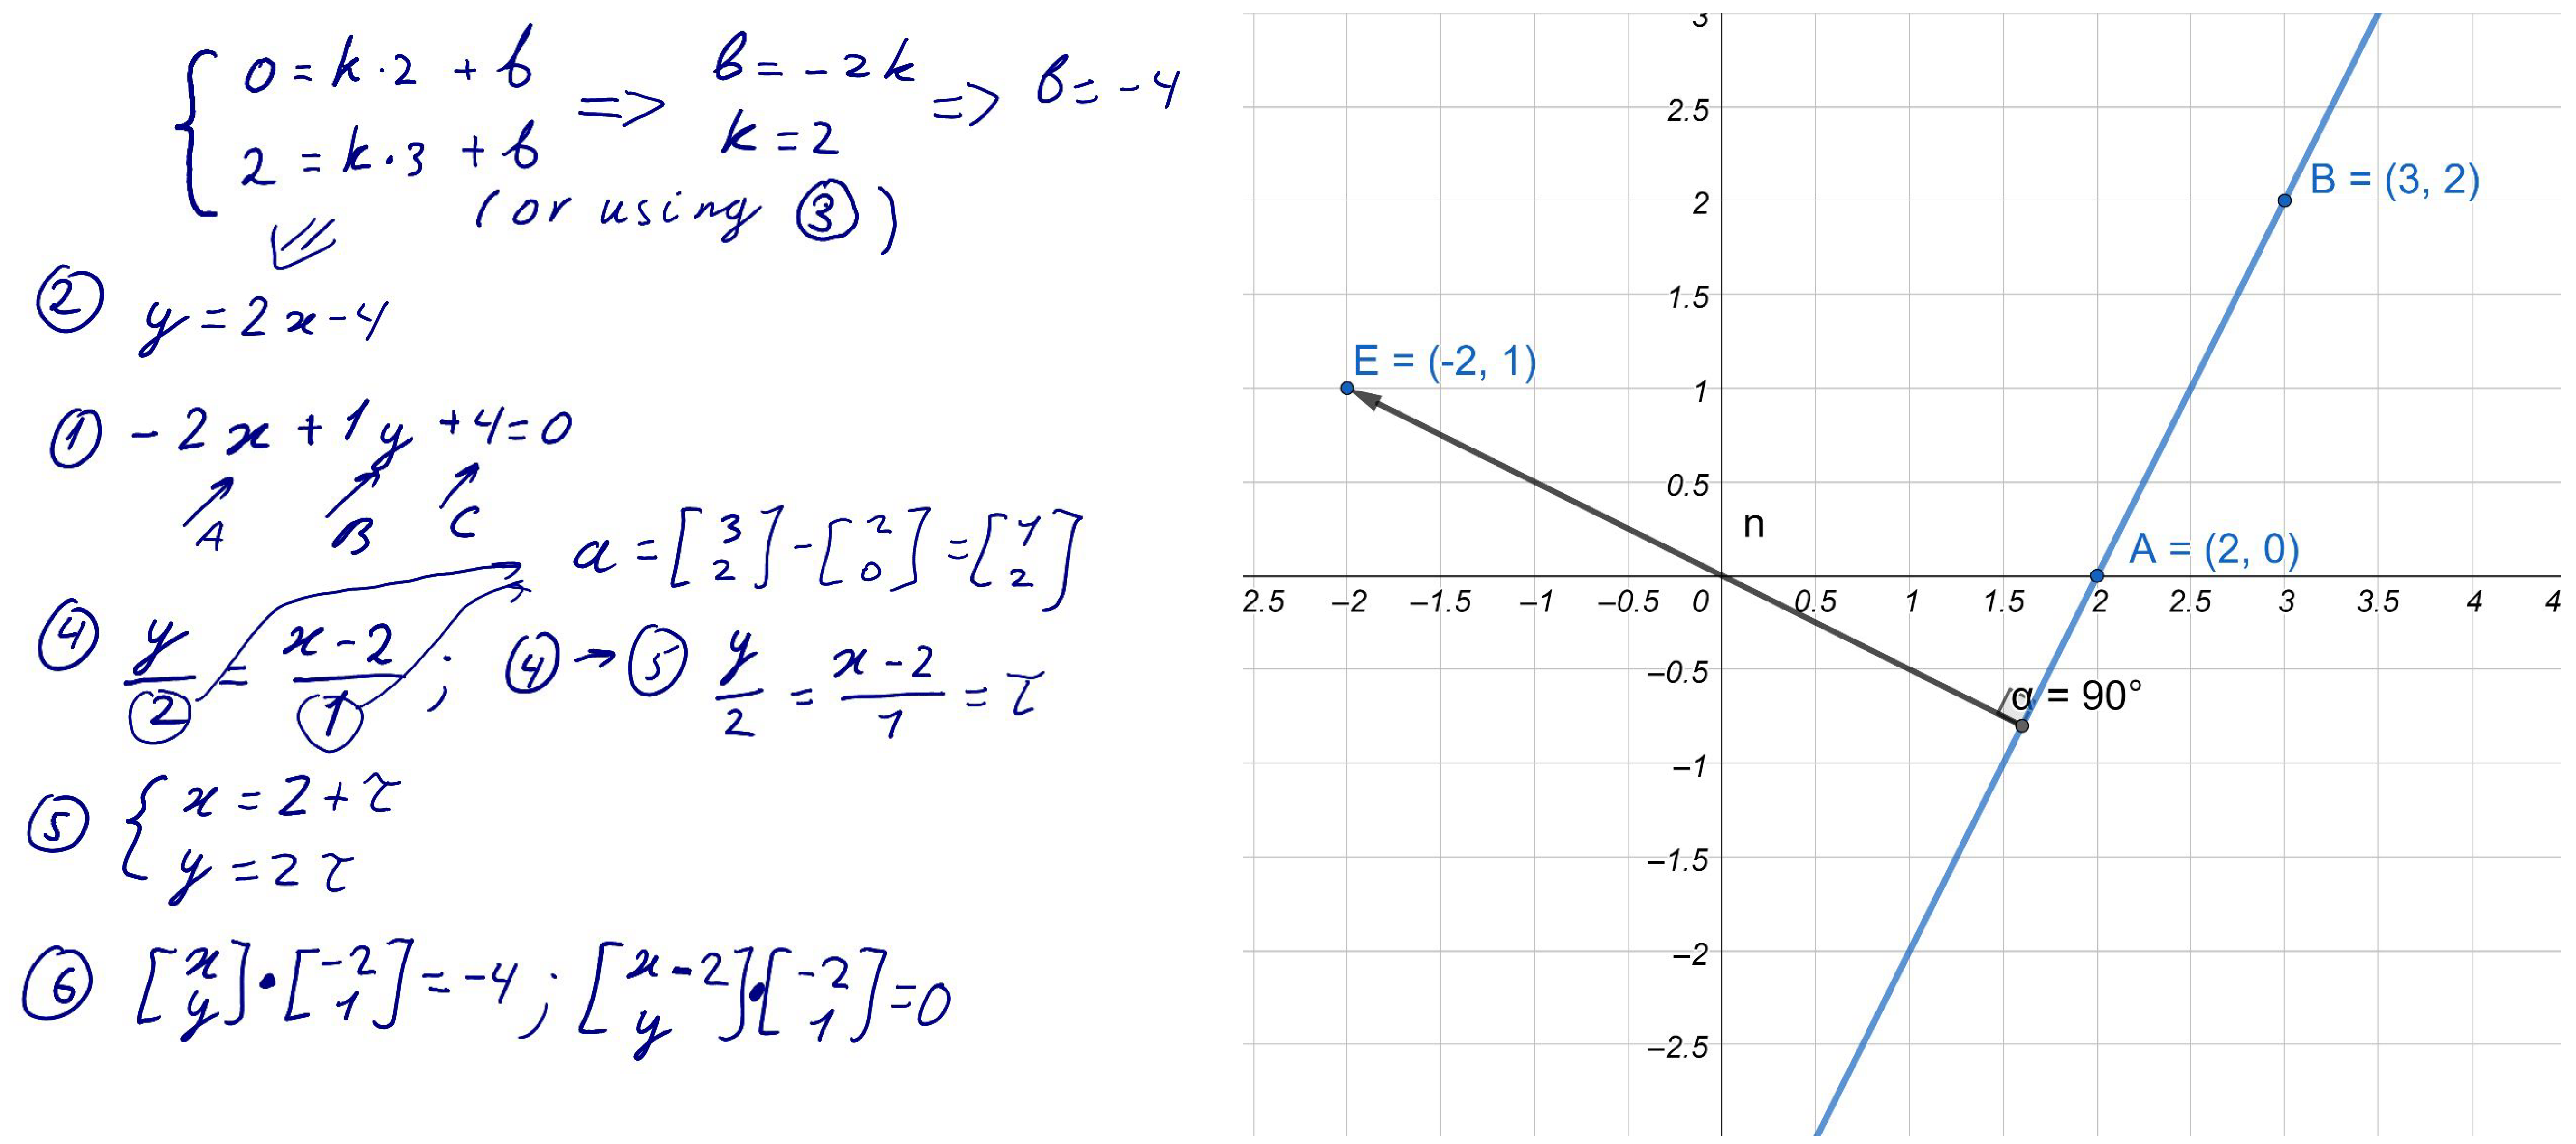 { 0 = k · 2 + b => b = -2k => b = -4
2 = k · 3 + b k = 2
(or using ③)
② y = 2x - 4
① -2x + 1y + 4 = 0
A B C
a = [3 2] - [2 0] = [1 2]
④ y/2 = (x - 2)/1 ; ④ → ⑤ y/2 = (x - 2)/1 = τ
⑤ { x = 2 + τ
y = 2τ
⑥ [x y] · [-2 1] = -4 ; [x - 2 y] · [-2 1] = 0
3
2.5
B = (3, 2)
2
1.5
E = (-2, 1)
1
0.5
n
A = (2, 0)
2.5 –2 –1.5 –1 –0.5 0 0.5 1 1.5 2 2.5 3 3.5 4 4
–0.5
α = 90°
–1
–1.5
–2
–2.5